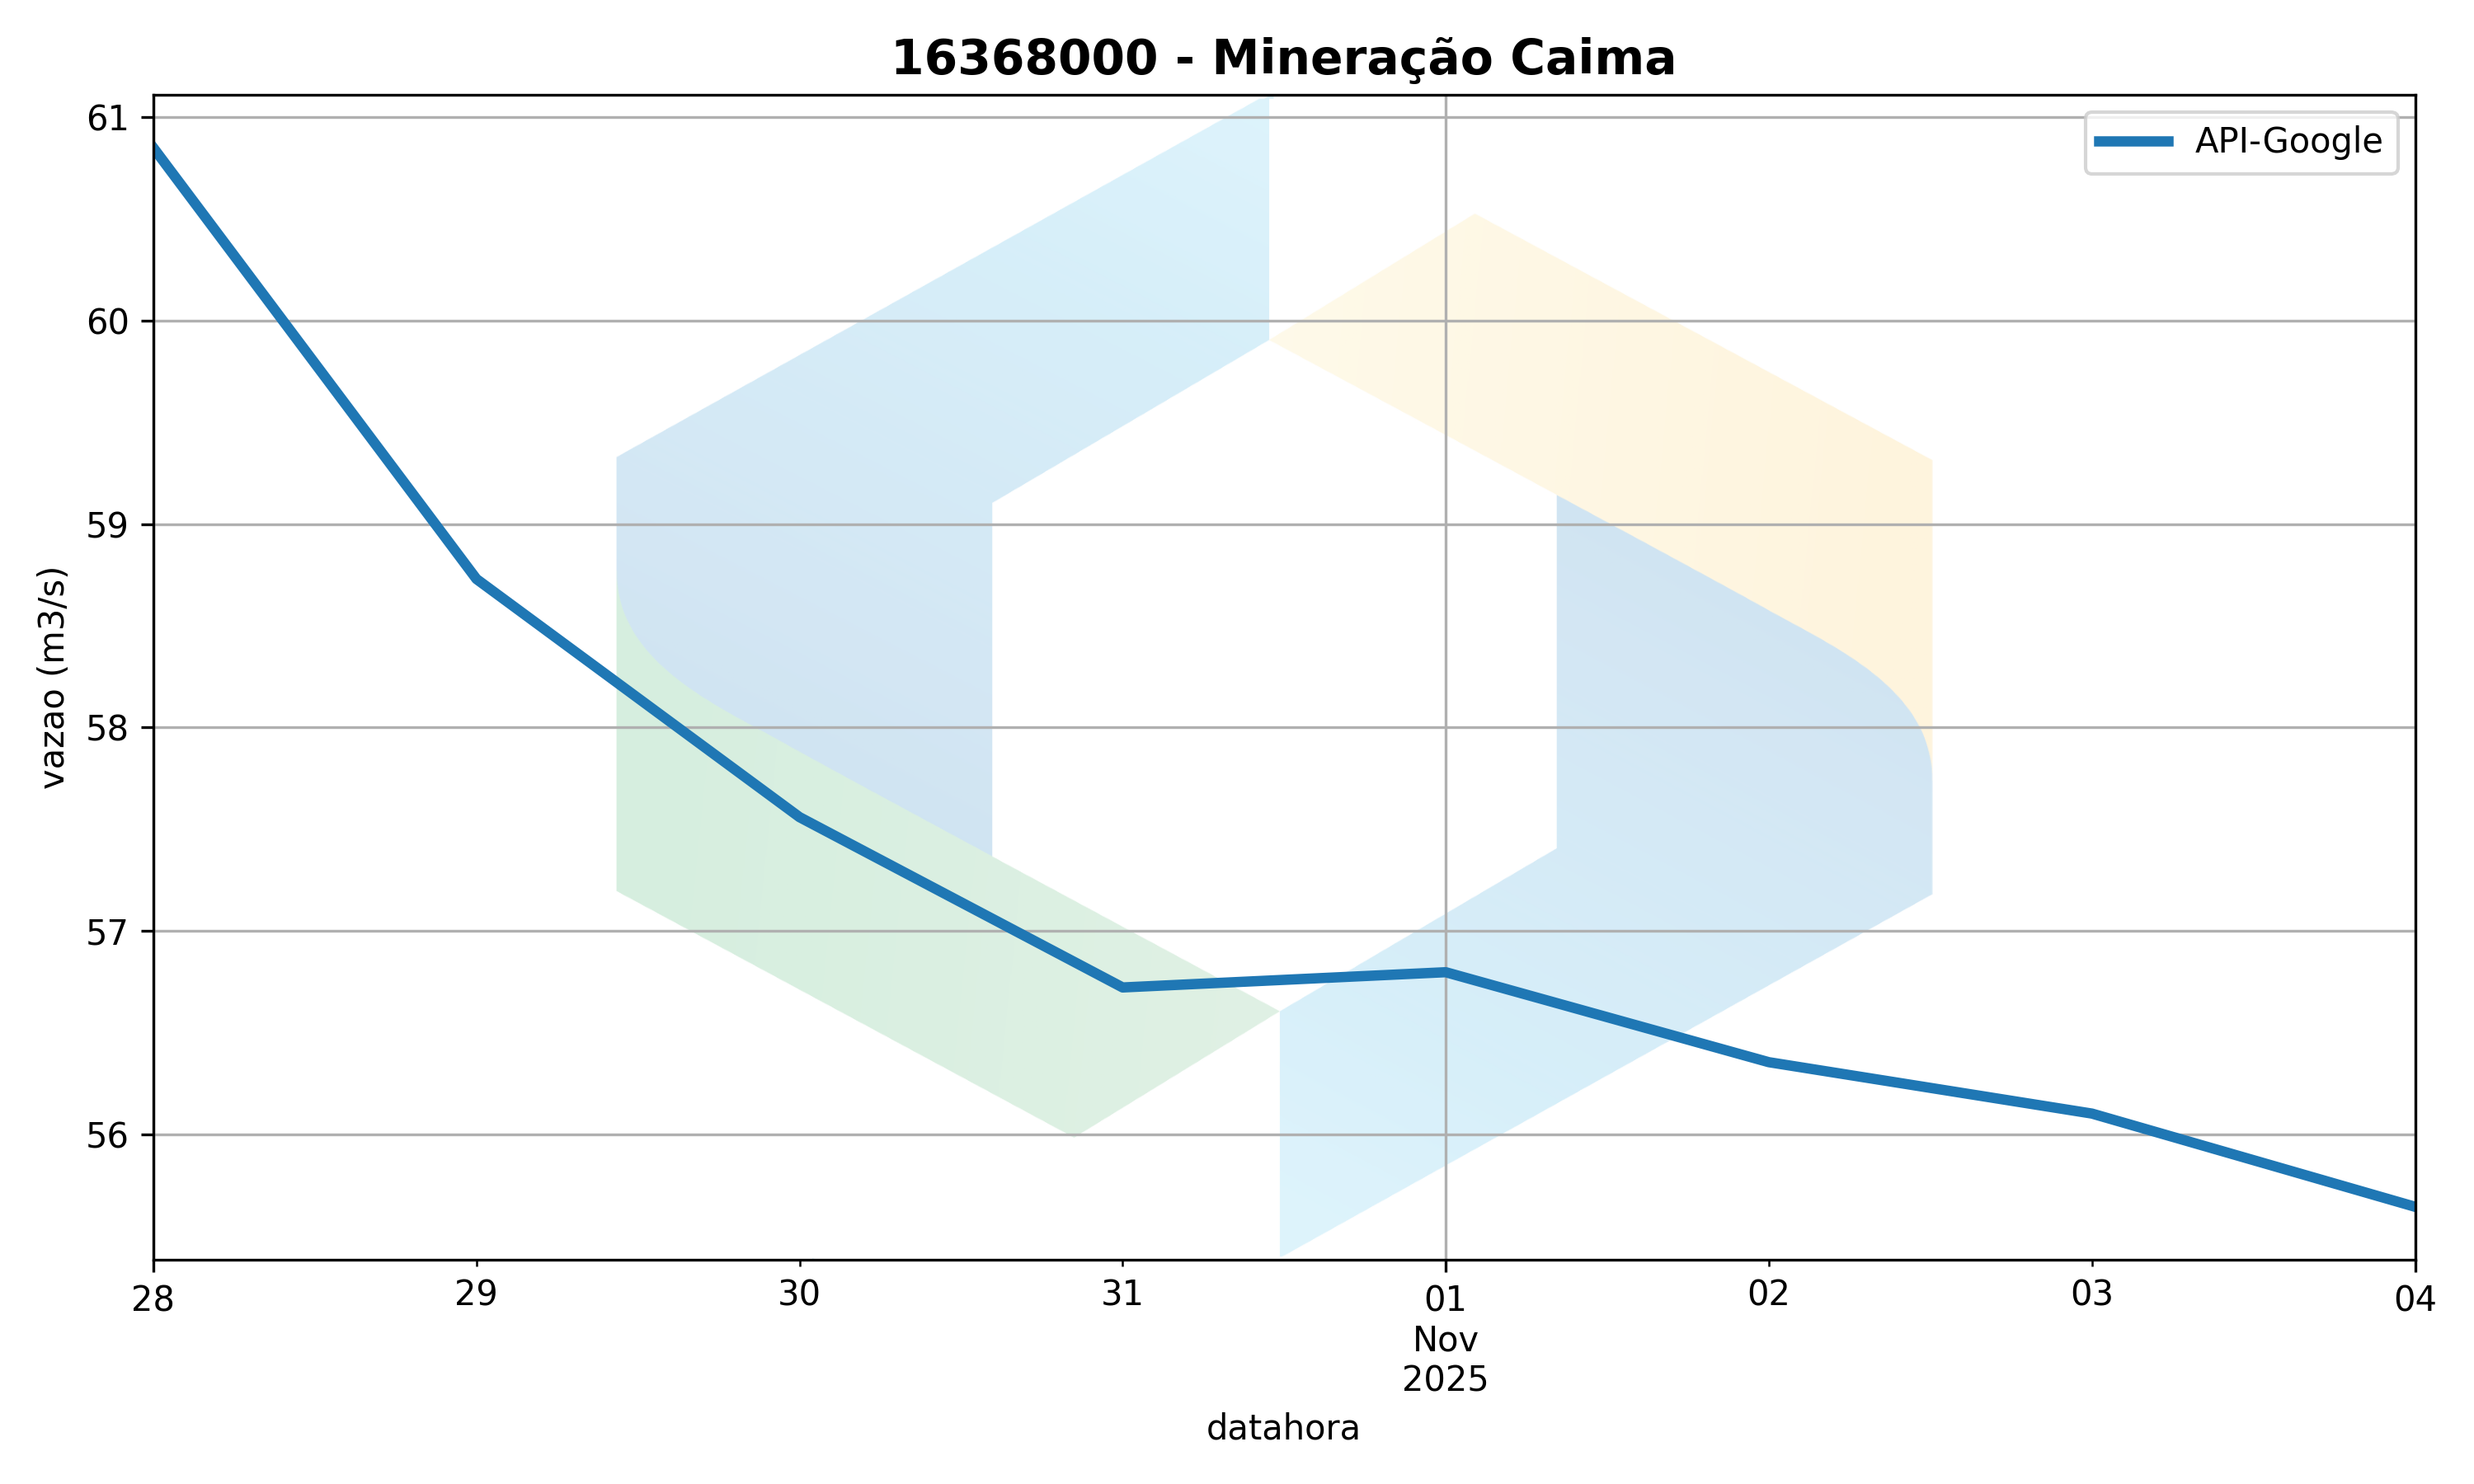 16368000 - Mineração Caima
API-Google
61
60
59
58
57
56
vazao (m3/s)
28 29 30 31 01 02 03 04
Nov
2025
datahora